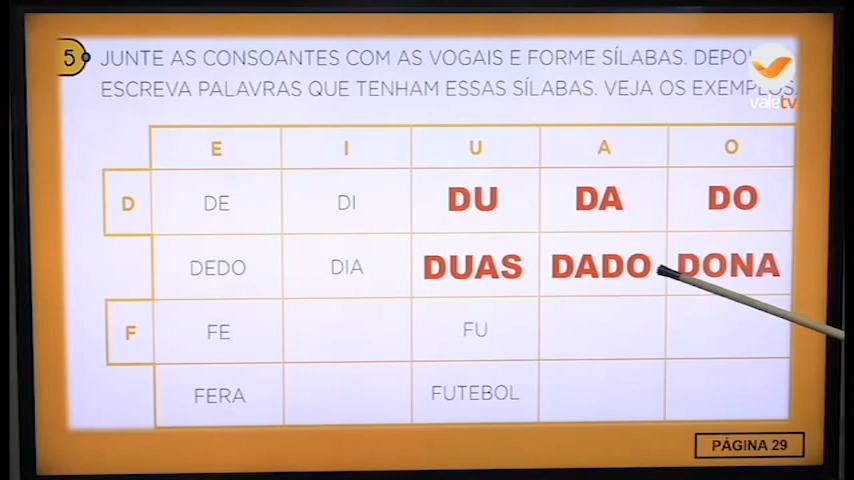 5 JUNTE AS CONSOANTES COM AS VOGAIS E FORME SÍLABAS.
ESCREVA PALAVRAS QUE TENHAM ESSAS SÍLABAS. VEJA OS EXEMPLOS.
valetv
E I U A O
D DE DI DU DA DO
DEDO DIA DUAS DADO DONA
F FE FU
FERA FUTEBOL
PÁGINA 29